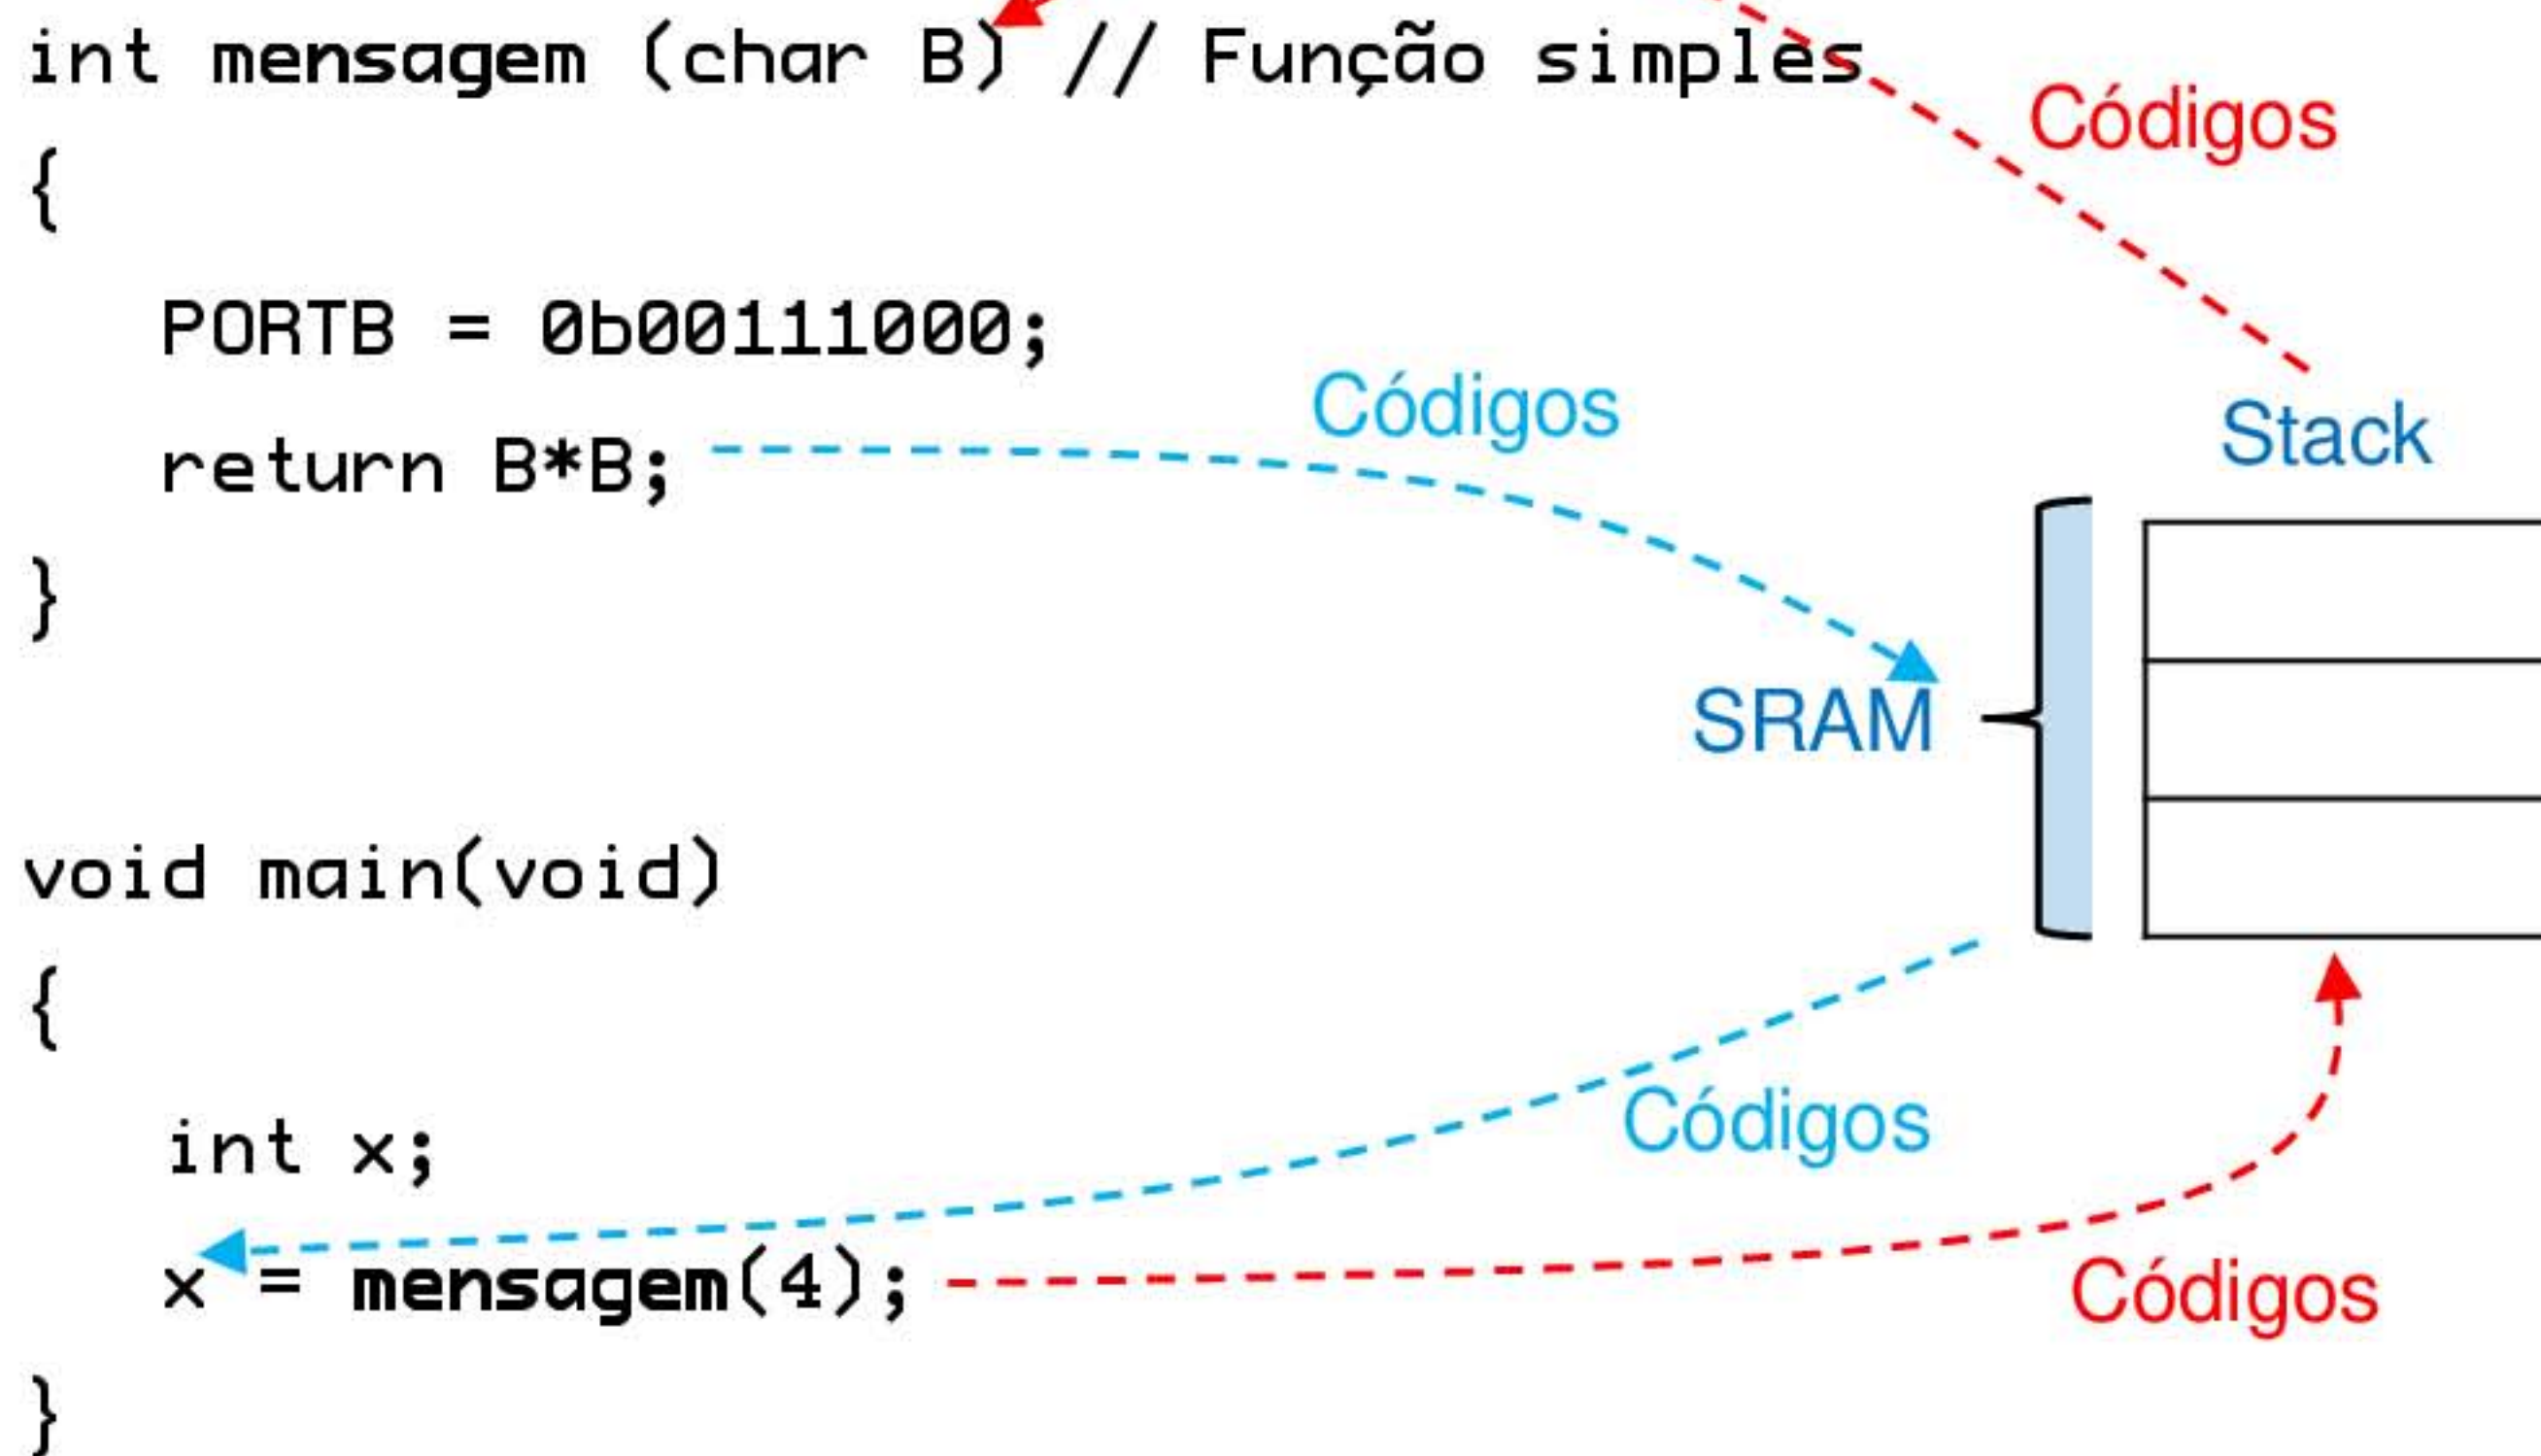 int mensagem (char B) // Função simples
Códigos
{
PORTB = 0b00111000;
Códigos
Stack
return B*B;
}
SRAM
void main(void)
{
Códigos
int x;
x = mensagem(4);
Códigos
}